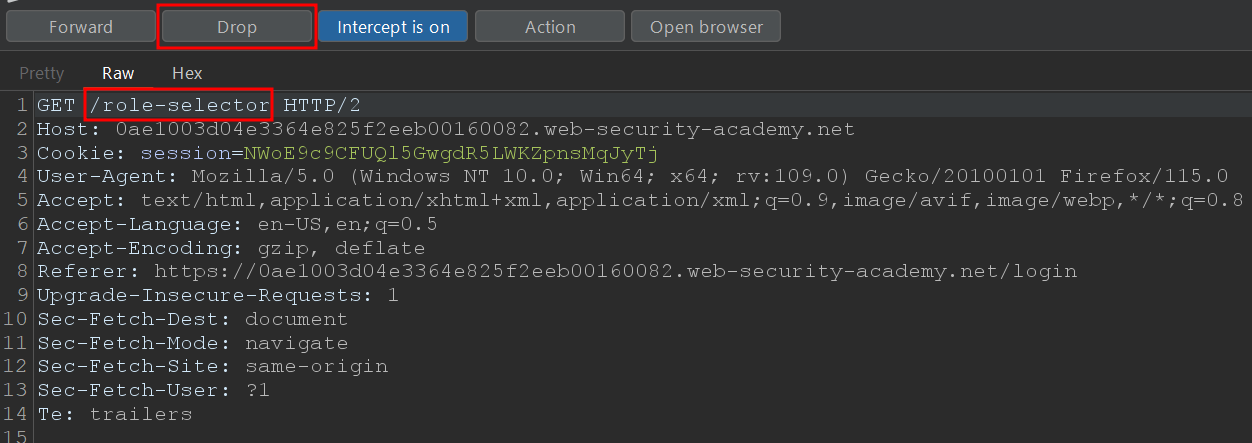 Forward Drop Intercept is on Action Open browser
Pretty Raw Hex
1 GET /role-selector HTTP/2
2 Host: 0ae1003d04e3364e825f2eeb00160082.web-security-academy.net
3 Cookie: session=NWoE9c9CFUQl5GwgdR5LWKZpnsMqJyTj
4 User-Agent: Mozilla/5.0 (Windows NT 10.0; Win64; x64; rv:109.0) Gecko/20100101 Firefox/115.0
5 Accept: text/html,application/xhtml+xml,application/xml;q=0.9,image/avif,image/webp,*/*;q=0.8
6 Accept-Language: en-US,en;q=0.5
7 Accept-Encoding: gzip, deflate
8 Referer: https://0ae1003d04e3364e825f2eeb00160082.web-security-academy.net/login
9 Upgrade-Insecure-Requests: 1
10 Sec-Fetch-Dest: document
11 Sec-Fetch-Mode: navigate
12 Sec-Fetch-Site: same-origin
13 Sec-Fetch-User: ?1
14 Te: trailers
15